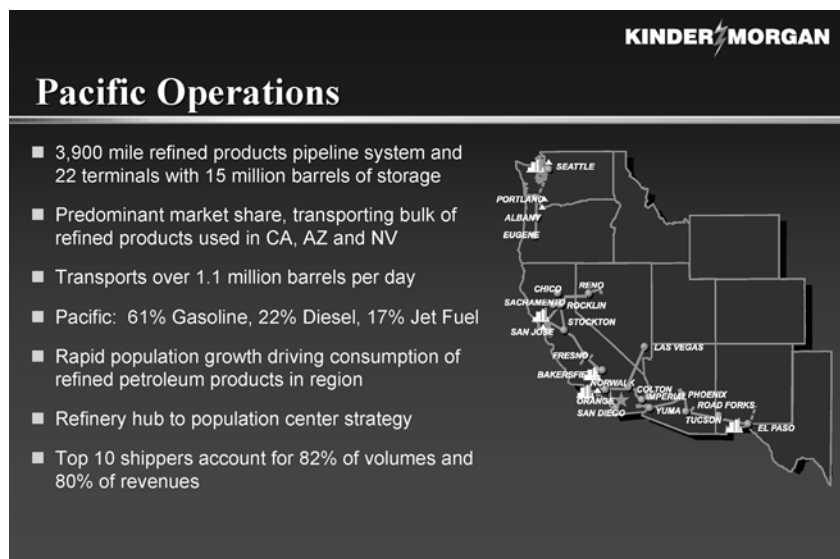 KINDER MORGAN
Pacific Operations
3,900 mile refined products pipeline system and
22 terminals with 15 million barrels of storage
Predominant market share, transporting bulk of
refined products used in CA, AZ and NV
Transports over 1.1 million barrels per day
Pacific: 61% Gasoline, 22% Diesel, 17% Jet Fuel
Rapid population growth driving consumption of
refined petroleum products in region
Refinery hub to population center strategy
Top 10 shippers account for 82% of volumes and
80% of revenues
SEATTLE
PORTLAND
ALBANY
EUGENE
CHICO
RENO
SACRAMENTO
ROCKLIN
SAN JOSE
STOCKTON
LAS VEGAS
FRESNO
BAKERSFIE
NORWALK
COLTON
ORANGE
IMPERIAL
PHOENIX
SAN DIEGO
YUMA
ROAD FORKS
TUCSON
EL PASO